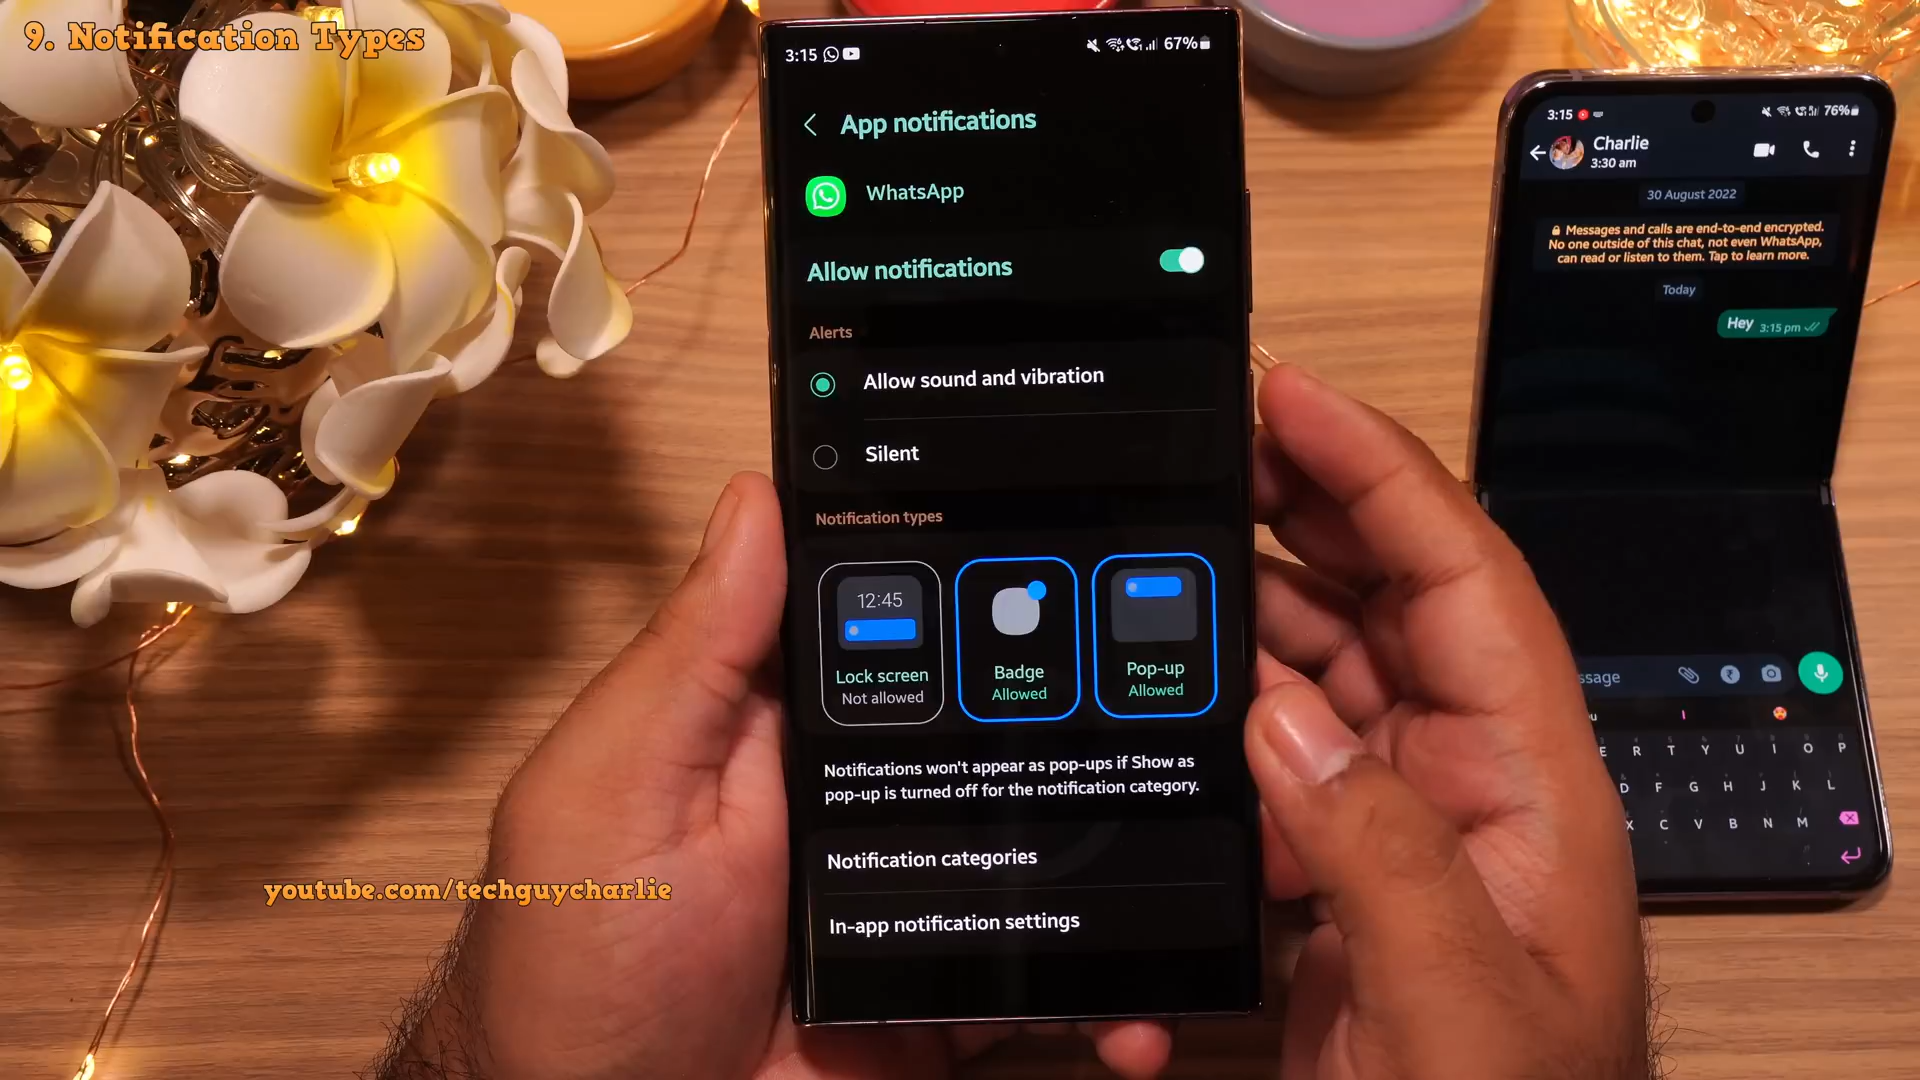 9. Notification Types
3:15
67%
App notifications
WhatsApp
Allow notifications
Alerts
Allow sound and vibration
Silent
Notification types
12:45
Lock screen
Not allowed
Badge
Allowed
Pop-up
Allowed
Notifications won't appear as pop-ups if Show as
pop-up is turned off for the notification category.
Notification categories
In-app notification settings
youtube.com/techguycharlie
3:15
76%
Charlie
3:30 am
30 August 2022
Messages and calls are end-to-end encrypted.
No one outside of this chat, not even WhatsApp,
can read or listen to them. Tap to learn more.
Today
Hey 3:15 pm
ssage
I
E R T Y U I O P
D F G H J K L
X C V B N M